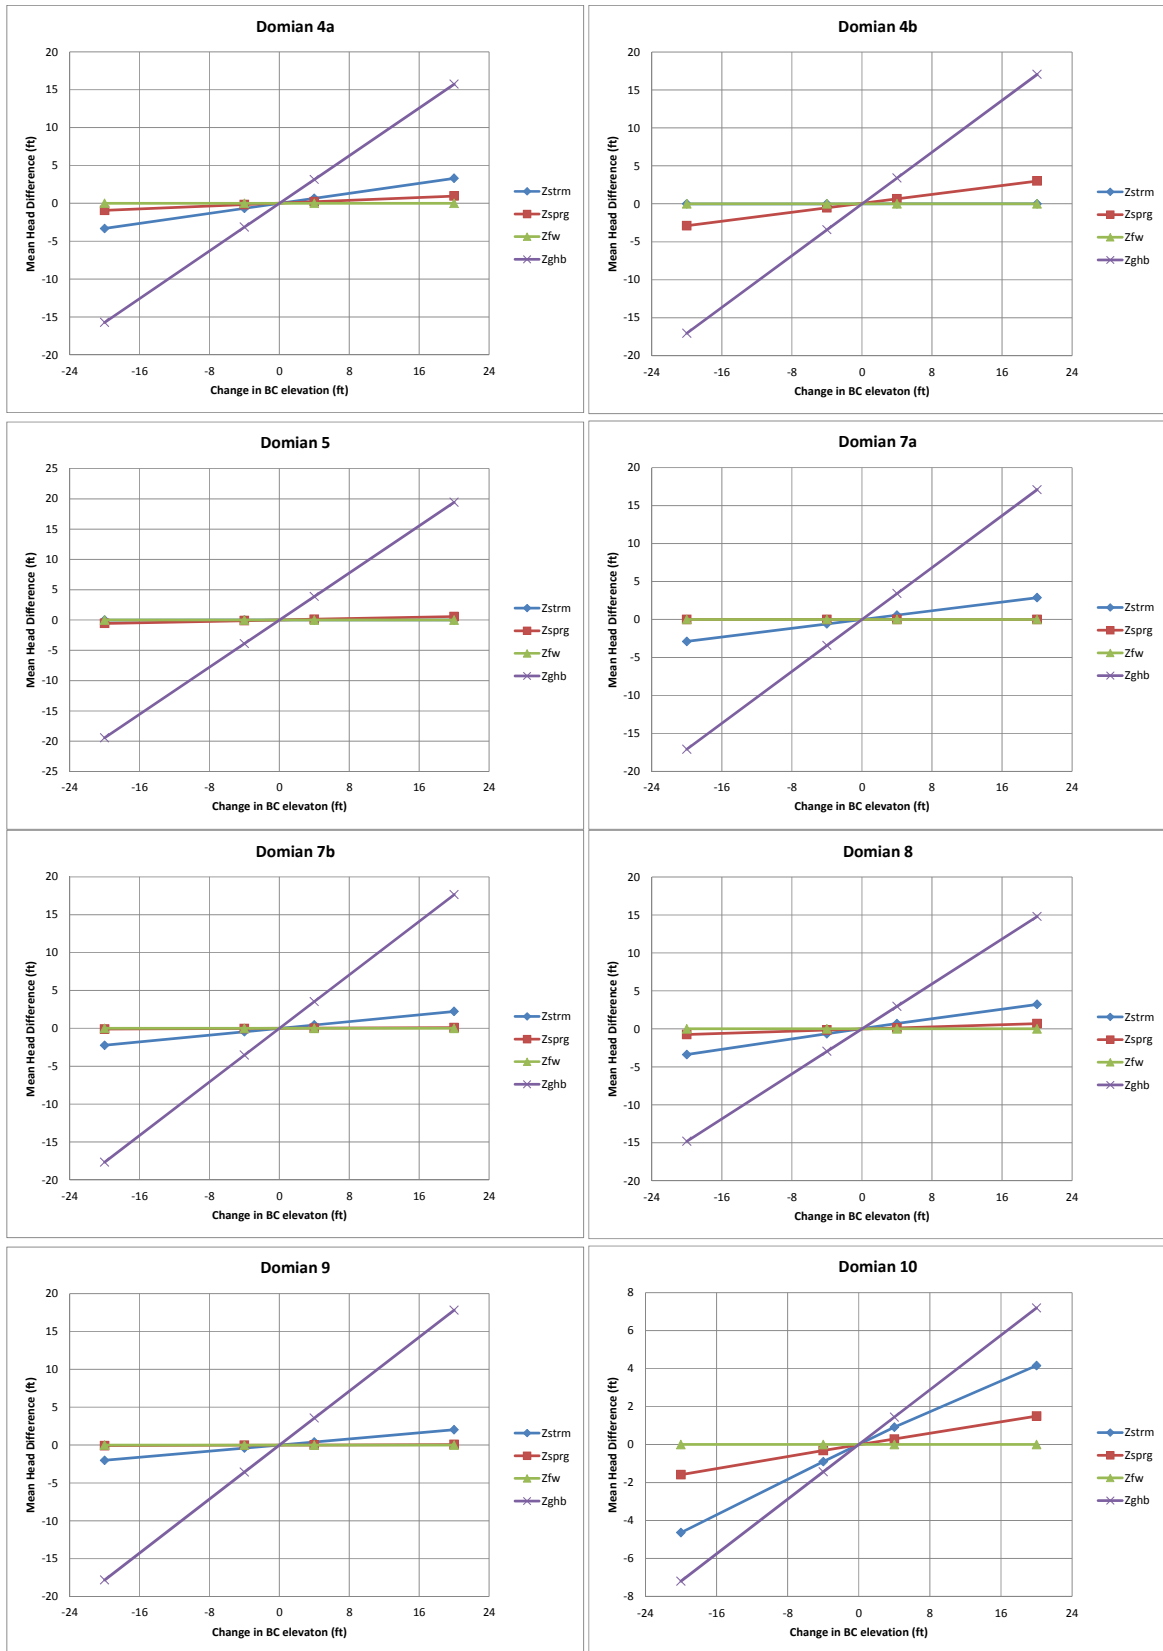 Domian 4a
20
15
10
5
0
-5
-10
-15
-20
-24 -16 -8 0 8 16 24
Mean Head Difference (ft)
Change in BC elevaton (ft)
Zstrm
Zsprg
Zfw
Zghb
Domian 4b
20
15
10
5
0
-5
-10
-15
-20
-24 -16 -8 0 8 16 24
Mean Head Difference (ft)
Change in BC elevation (ft)
Zstrm
Zsprg
Zfw
Zghb
Domian 5
25
20
15
10
5
0
-5
-10
-15
-20
-25
-24 -16 -8 0 8 16 24
Mean Head Difference (ft)
Change in BC elevaton (ft)
Zstrm
Zsprg
Zfw
Zghb
Domian 7a
20
15
10
5
0
-5
-10
-15
-20
-24 -16 -8 0 8 16 24
Mean Head Difference (ft)
Change in BC elevation (ft)
Zstrm
Zsprg
Zfw
Zghb
Domian 7b
20
15
10
5
0
-5
-10
-15
-20
-24 -16 -8 0 8 16 24
Mean Head Difference (ft)
Change in BC elevaton (ft)
Zstrm
Zsprg
Zfw
Zghb
Domian 8
20
15
10
5
0
-5
-10
-15
-20
-24 -16 -8 0 8 16 24
Mean Head Difference (ft)
Change in BC elevaton (ft)
Zstrm
Zsprg
Zfw
Zghb
Domian 9
20
15
10
5
0
-5
-10
-15
-20
-24 -16 -8 0 8 16 24
Mean Head Difference (ft)
Change in BC elevaton (ft)
Zstrm
Zsprg
Zfw
Zghb
Domian 10
8
6
4
2
0
-2
-4
-6
-8
-24 -16 -8 0 8 16 24
Mean Head Difference (ft)
Change in BC elevation (ft)
Zstrm
Zsprg
Zfw
Zghb